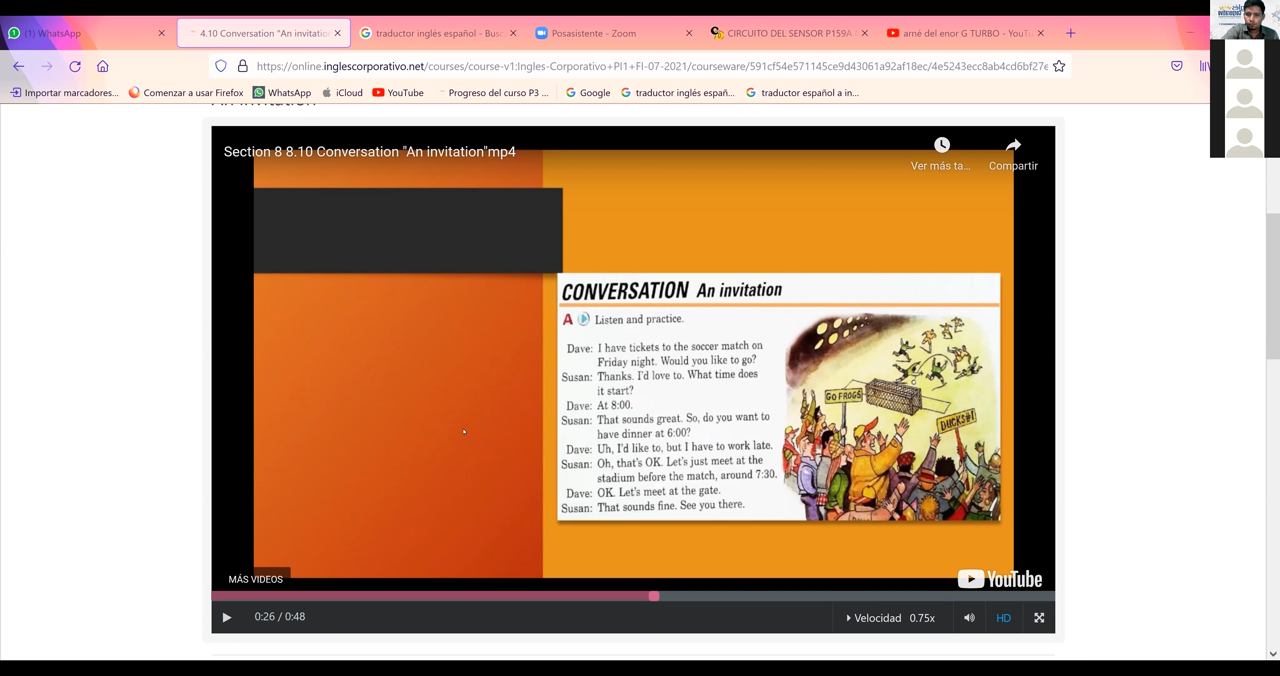 (1) WhatsApp
4.10 Conversation "An invitation
traductor inglés español - Busc
Posasistente - Zoom
CIRCUITO DEL SENSOR P159A
arné del enor G TURBO - YouTu
https://online.inglescorporativo.net/courses/course-v1:Ingles-Corporativo+PI1+FI-07-2021/courseware/591cf54e571145ce9d43061a92af18ec/4e5243ecc8ab4cd6bf27e
Importar marcadores...
Comenzar a usar Firefox
WhatsApp
iCloud
YouTube
Progreso del curso P3 ...
Google
traductor inglés españ...
traductor español a in...
Section 8 8.10 Conversation "An invitation"mp4
Ver más ta...
Compartir
CONVERSATION An invitation
A Listen and practice.
Dave: I have tickets to the soccer match on
Friday night. Would you like to go?
Susan: Thanks. I'd love to. What time does
it start?
Dave: At 8:00.
Susan: That sounds great. So, do you want to
have dinner at 6:00?
Dave: Uh, I'd like to, but I have to work late.
Susan: Oh, that's OK. Let's just meet at the
stadium before the match, around 7:30.
Dave: OK. Let's meet at the gate.
Susan: That sounds fine. See you there.
GO FROGS
DUCKS#1
MÁS VIDEOS
YouTube
0:26 / 0:48
Velocidad 0.75x
HD